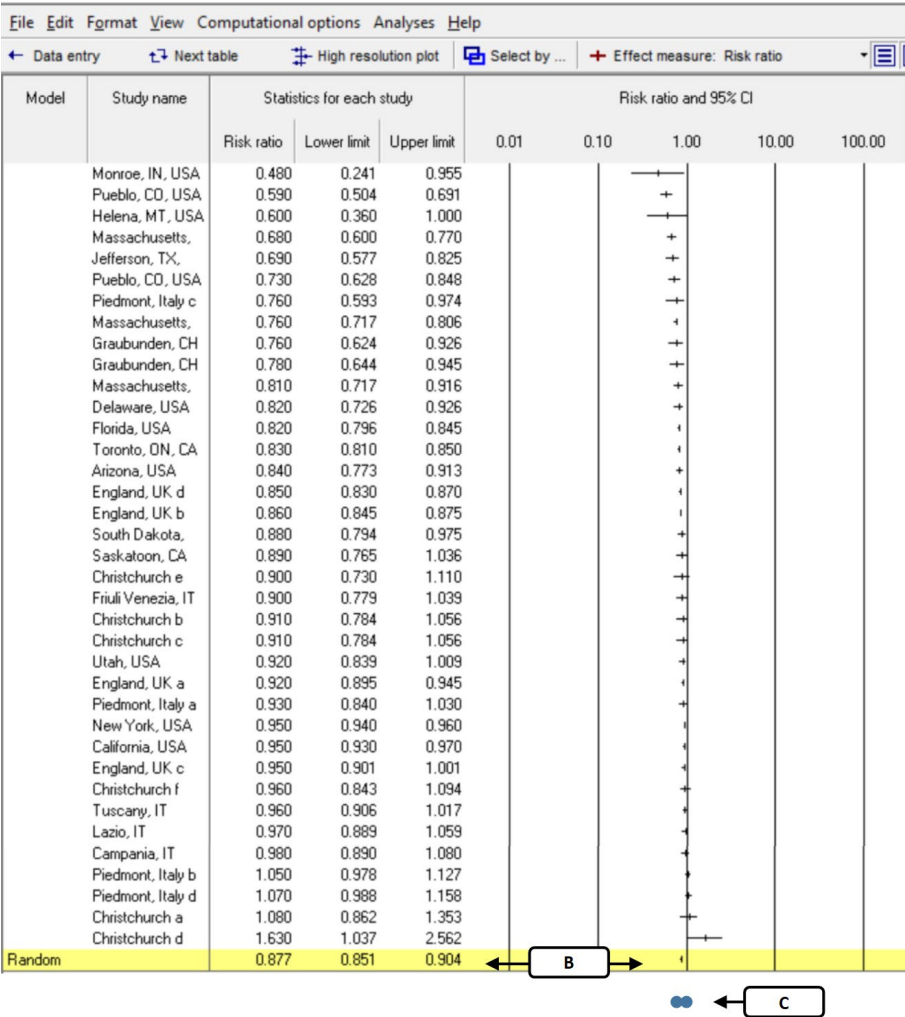 File Edit Format View Computational options Analyses Help
Data entry Next table High resolution plot Select by ... Effect measure: Risk ratio
Model Study name Statistics for each study Risk ratio and 95% CI
Risk ratio Lower limit Upper limit 0.01 0.10 1.00 10.00 100.00
Monroe, IN, USA 0.480 0.241 0.955
Pueblo, CO, USA 0.590 0.504 0.691
Helena, MT, USA 0.600 0.360 1.000
Massachusetts, 0.680 0.600 0.770
Jefferson, TX, 0.690 0.577 0.825
Pueblo, CO, USA 0.730 0.628 0.848
Piedmont, Italy c 0.760 0.593 0.974
Massachusetts, 0.760 0.717 0.806
Graubunden, CH 0.760 0.624 0.926
Graubunden, CH 0.780 0.644 0.945
Massachusetts, 0.810 0.717 0.916
Delaware, USA 0.820 0.726 0.926
Florida, USA 0.820 0.796 0.845
Toronto, ON, CA 0.830 0.810 0.850
Arizona, USA 0.840 0.773 0.913
England, UK d 0.850 0.830 0.870
England, UK b 0.860 0.845 0.875
South Dakota, 0.880 0.794 0.975
Saskatoon, CA 0.890 0.765 1.036
Christchurch e 0.900 0.730 1.110
Friuli Venezia, IT 0.900 0.779 1.039
Christchurch b 0.910 0.784 1.056
Christchurch c 0.910 0.784 1.056
Utah, USA 0.920 0.839 1.009
England, UK a 0.920 0.895 0.945
Piedmont, Italy a 0.930 0.840 1.030
New York, USA 0.950 0.940 0.960
California, USA 0.950 0.930 0.970
England, UK c 0.950 0.901 1.001
Christchurch f 0.960 0.843 1.094
Tuscany, IT 0.960 0.906 1.017
Lazio, IT 0.970 0.889 1.059
Campania, IT 0.980 0.890 1.080
Piedmont, Italy b 1.050 0.978 1.127
Piedmont, Italy d 1.070 0.988 1.158
Christchurch a 1.080 0.862 1.353
Christchurch d 1.630 1.037 2.562
Random 0.877 0.851 0.904 B
C